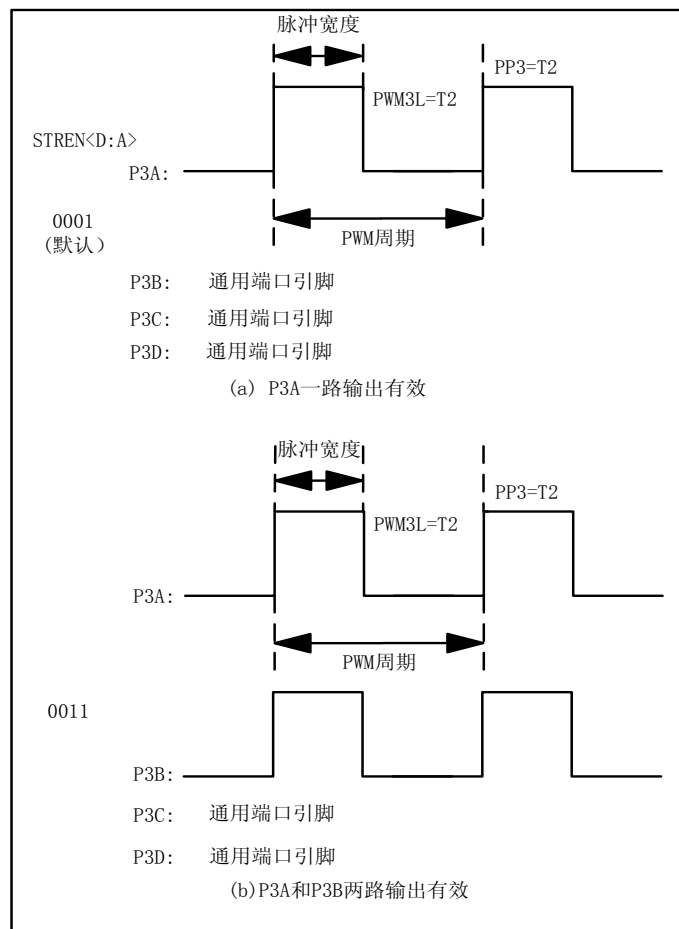 脉冲宽度
PP3=T2
PWM3L=T2
STREN<D:A>
P3A:
0001
(默认）
PWM周期
P3B: 通用端口引脚
P3C: 通用端口引脚
P3D: 通用端口引脚
(a) P3A一路输出有效
脉冲宽度
PP3=T2
PWM3L=T2
P3A:
PWM周期
0011
P3B:
P3C: 通用端口引脚
P3D: 通用端口引脚
(b)P3A和P3B两路输出有效